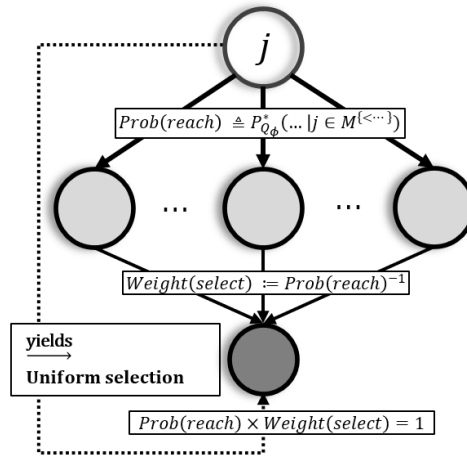 j
Prob(reach) ≜ P*_{Q_ϕ}(… |j ∈ M^{{<⋯}})
… …
Weight(select) ≔ Prob(reach)^{-1}
yields
⟶
Uniform selection
Prob(reach) × Weight(select) = 1